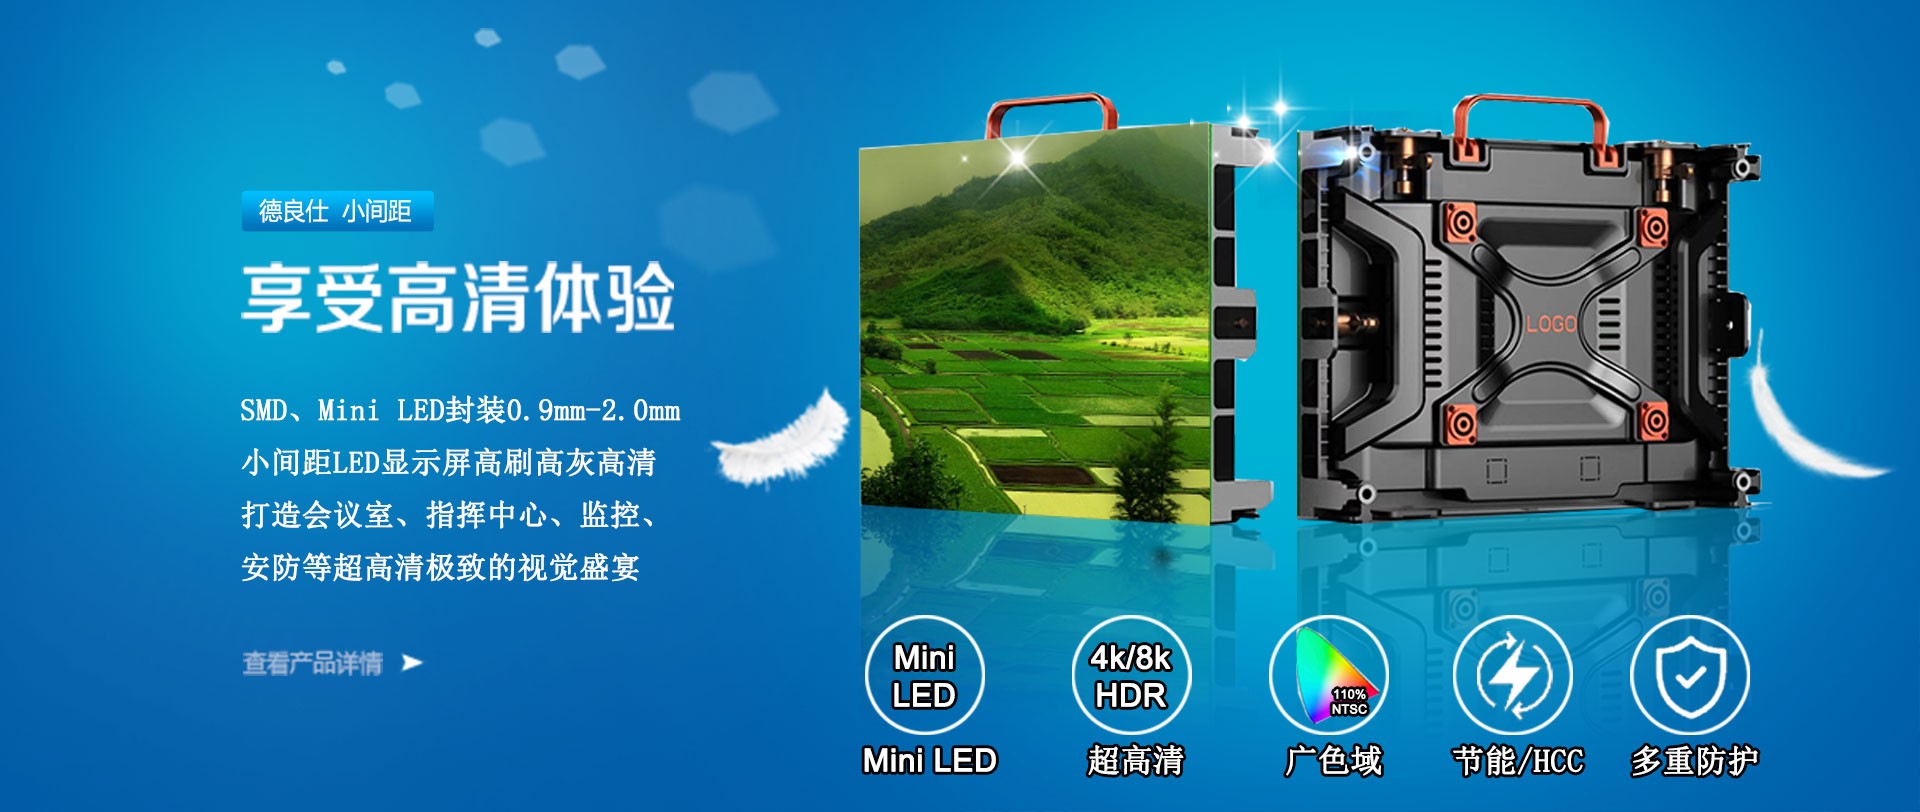 德良仕 小间距
享受高清体验
SMD、Mini LED封装0.9mm-2.0mm
小间距LED显示屏高刷高灰高清
打造会议室、指挥中心、监控、
安防等超高清极致的视觉盛宴
查看产品详情
LOGO
Mini
LED
4k/8k
HDR
110%
NTSC
Mini LED
超高清
广色域
节能/HCC
多重防护